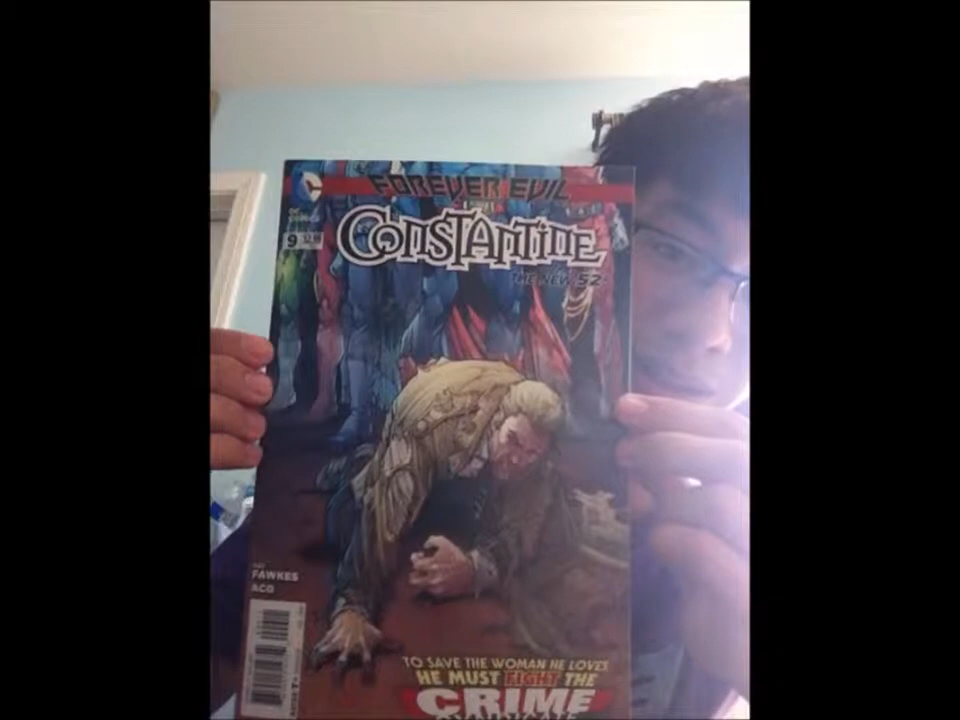 FOREVER EVIL
CONSTANTINE
THE NEW 52!
9
FAWKES
ACO
TO SAVE THE WOMAN HE LOVES
HE MUST FIGHT THE
CRIME
SYNDICATE